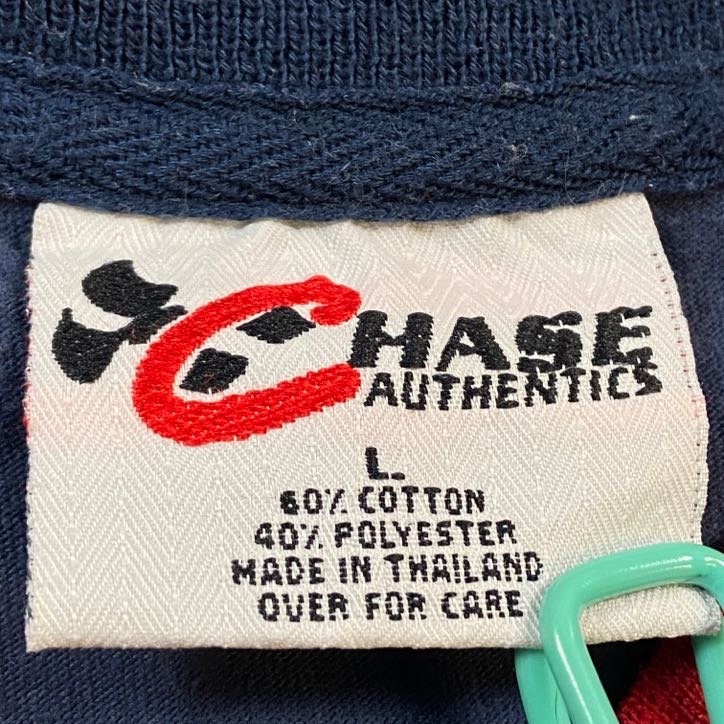 CHASE
AUTHENTICS
L.
60% COTTON
40% POLYESTER
MADE IN THAILAND
OVER FOR CARE